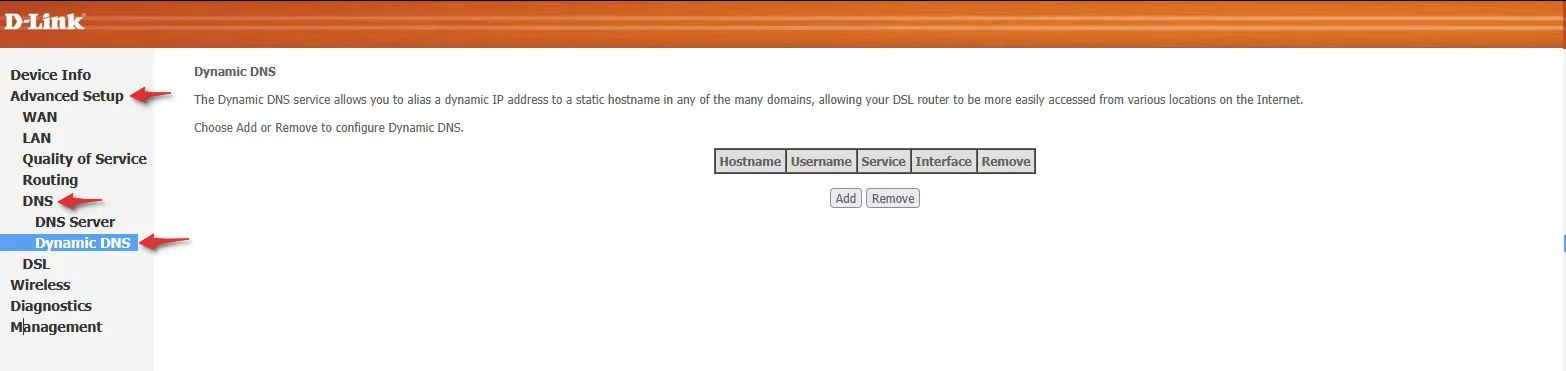 D-Link
Device Info
Advanced Setup
WAN
LAN
Quality of Service
Routing
DNS
DNS Server
Dynamic DNS
DSL
Wireless
Diagnostics
Management
Dynamic DNS
The Dynamic DNS service allows you to alias a dynamic IP address to a static hostname in any of the many domains, allowing your DSL router to be more easily accessed from various locations on the Internet.
Choose Add or Remove to configure Dynamic DNS.
Hostname Username Service Interface Remove
Add Remove